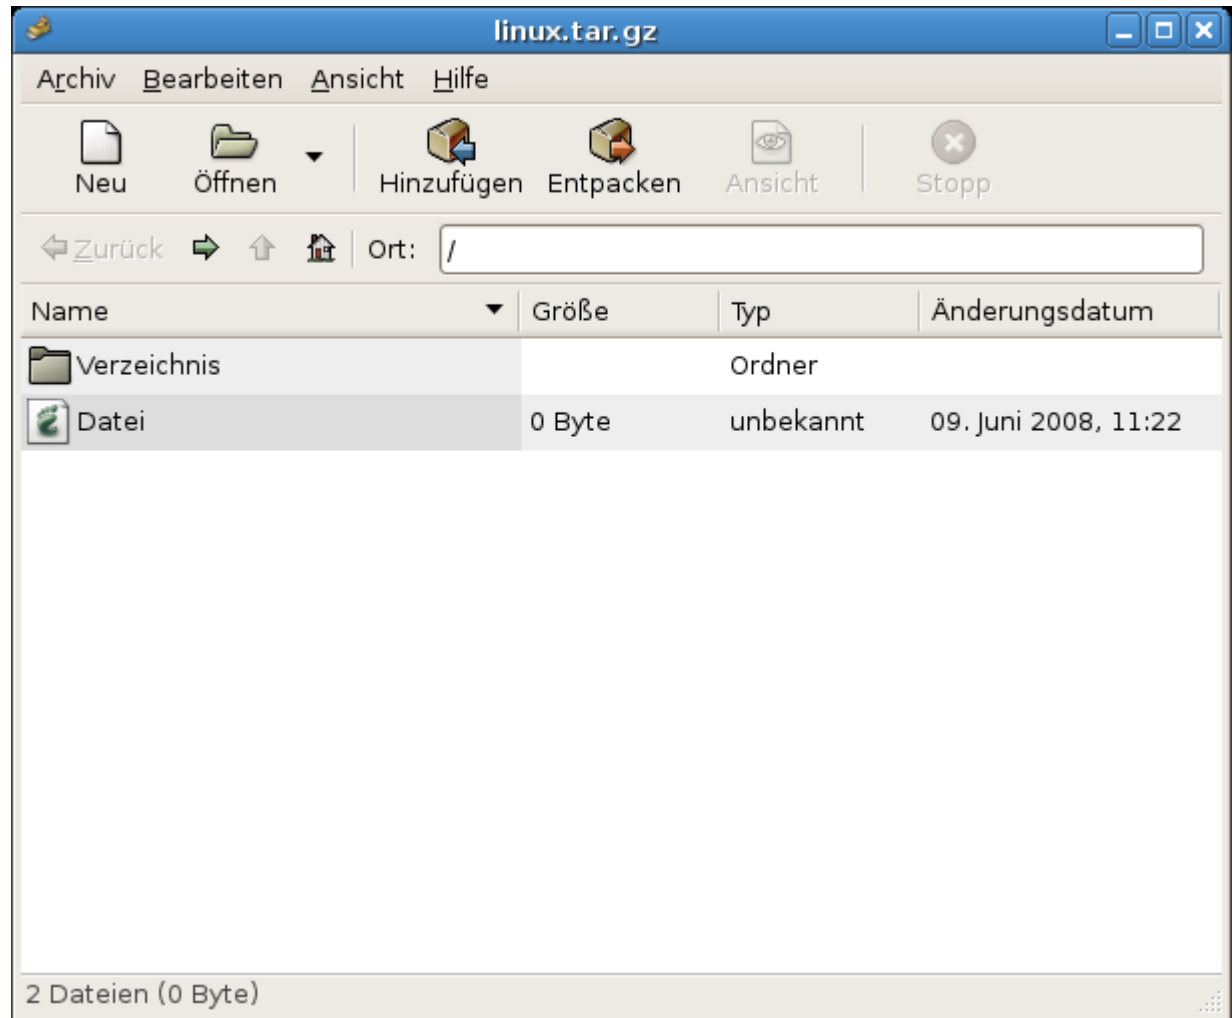 linux.tar.gz
Archiv Bearbeiten Ansicht Hilfe
Neu Öffnen Hinzufügen Entpacken Ansicht Stopp
Zurück Ort: /
Name Größe Typ Änderungsdatum
Verzeichnis Ordner
Datei 0 Byte unbekannt 09. Juni 2008, 11:22
2 Dateien (0 Byte)